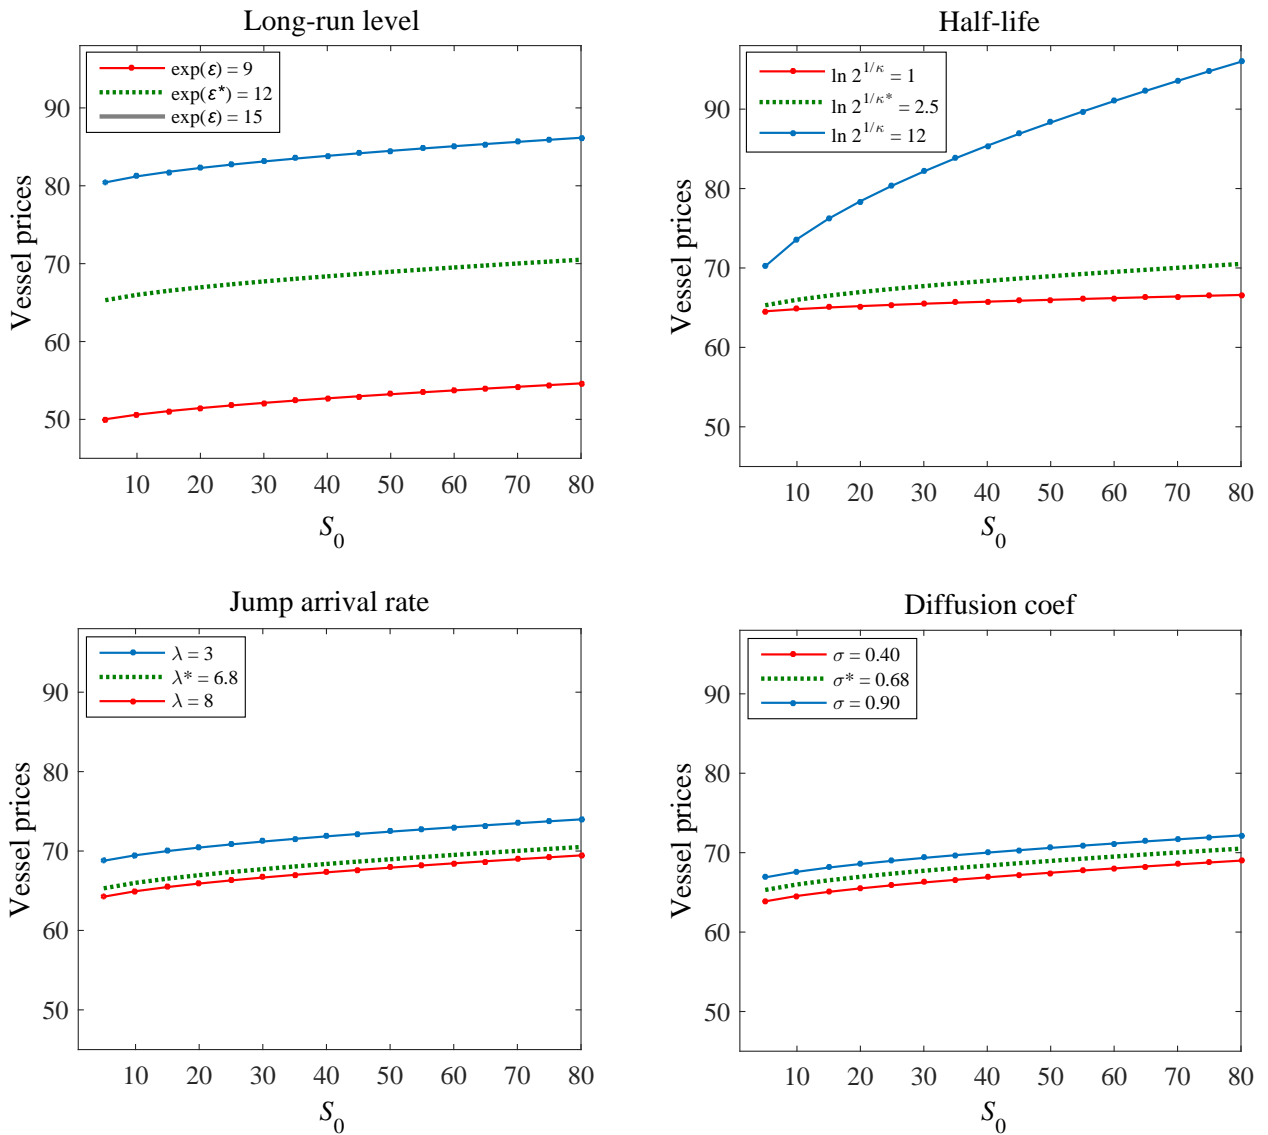 Long-run level
exp(ε) = 9
exp(ε*) = 12
exp(ε) = 15
90
80
70
60
50
Vessel prices
10 20 30 40 50 60 70 80
S0
Half-life
ln 2^{1/κ} = 1
ln 2^{1/κ*} = 2.5
ln 2^{1/κ} = 12
90
80
70
60
50
Vessel prices
10 20 30 40 50 60 70 80
S0
Jump arrival rate
λ = 3
λ* = 6.8
λ = 8
90
80
70
60
50
Vessel prices
10 20 30 40 50 60 70 80
S0
Diffusion coef
σ = 0.40
σ* = 0.68
σ = 0.90
90
80
70
60
50
Vessel prices
10 20 30 40 50 60 70 80
S0